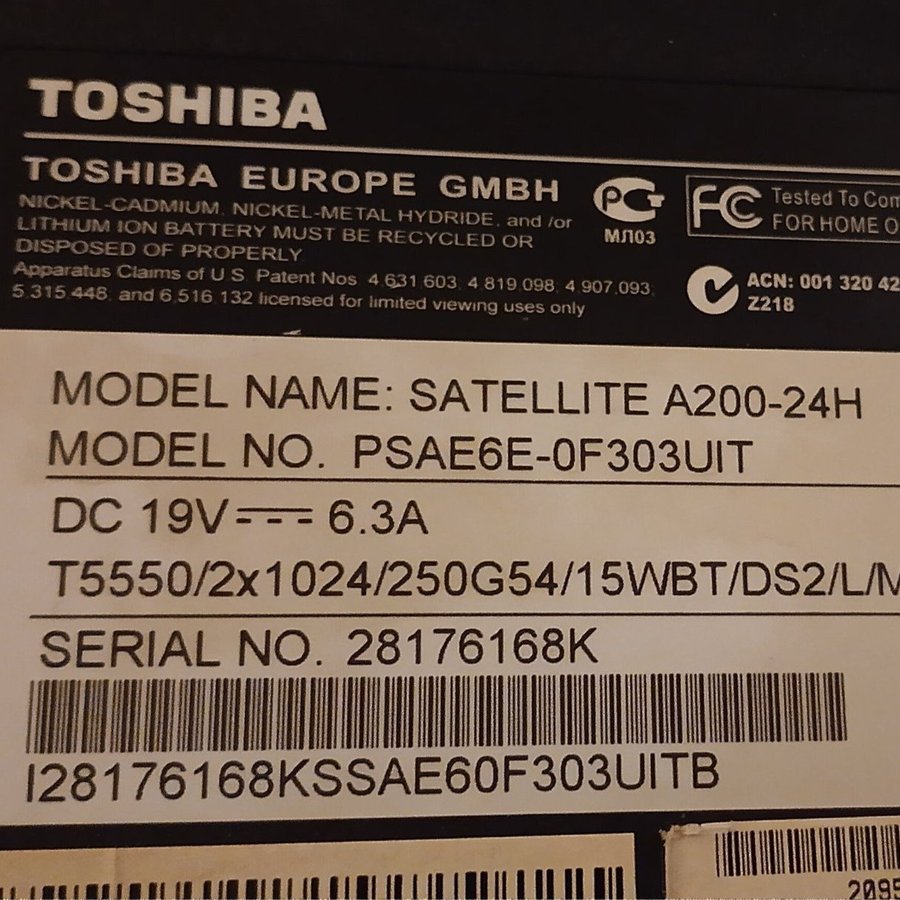 TOSHIBA
TOSHIBA EUROPE GMBH
NICKEL-CADMIUM, NICKEL-METAL HYDRIDE, and /or
LITHIUM ION BATTERY MUST BE RECYCLED OR
DISPOSED OF PROPERLY
Apparatus Claims of U S Patent Nos 4 631 603, 4 819 098, 4 907 093,
5 315 448, and 6 516 132 licensed for limited viewing uses only
PG
МЛ03
FC Tested To Com
FOR HOME O
ACN: 001 320 42
Z218
MODEL NAME: SATELLITE A200-24H
MODEL NO. PSAE6E-0F303UIT
DC 19V 6.3A
T5550/2x1024/250G54/15WBT/DS2/L/M
SERIAL NO. 28176168K
I28176168KSSAE60F303UITB
2095